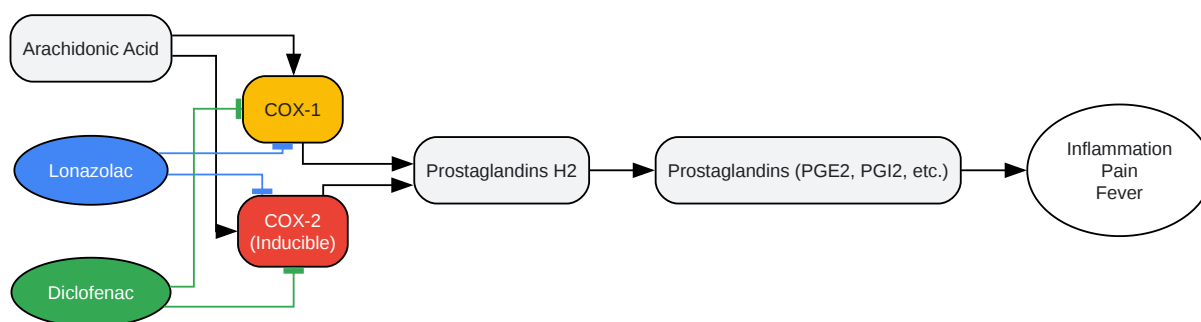 Arachidonic Acid
COX-1
Lonazolac
Prostaglandins H2
Prostaglandins (PGE2, PGI2, etc.)
Inflammation
Pain
Fever
COX-2
(Inducible)
Diclofenac